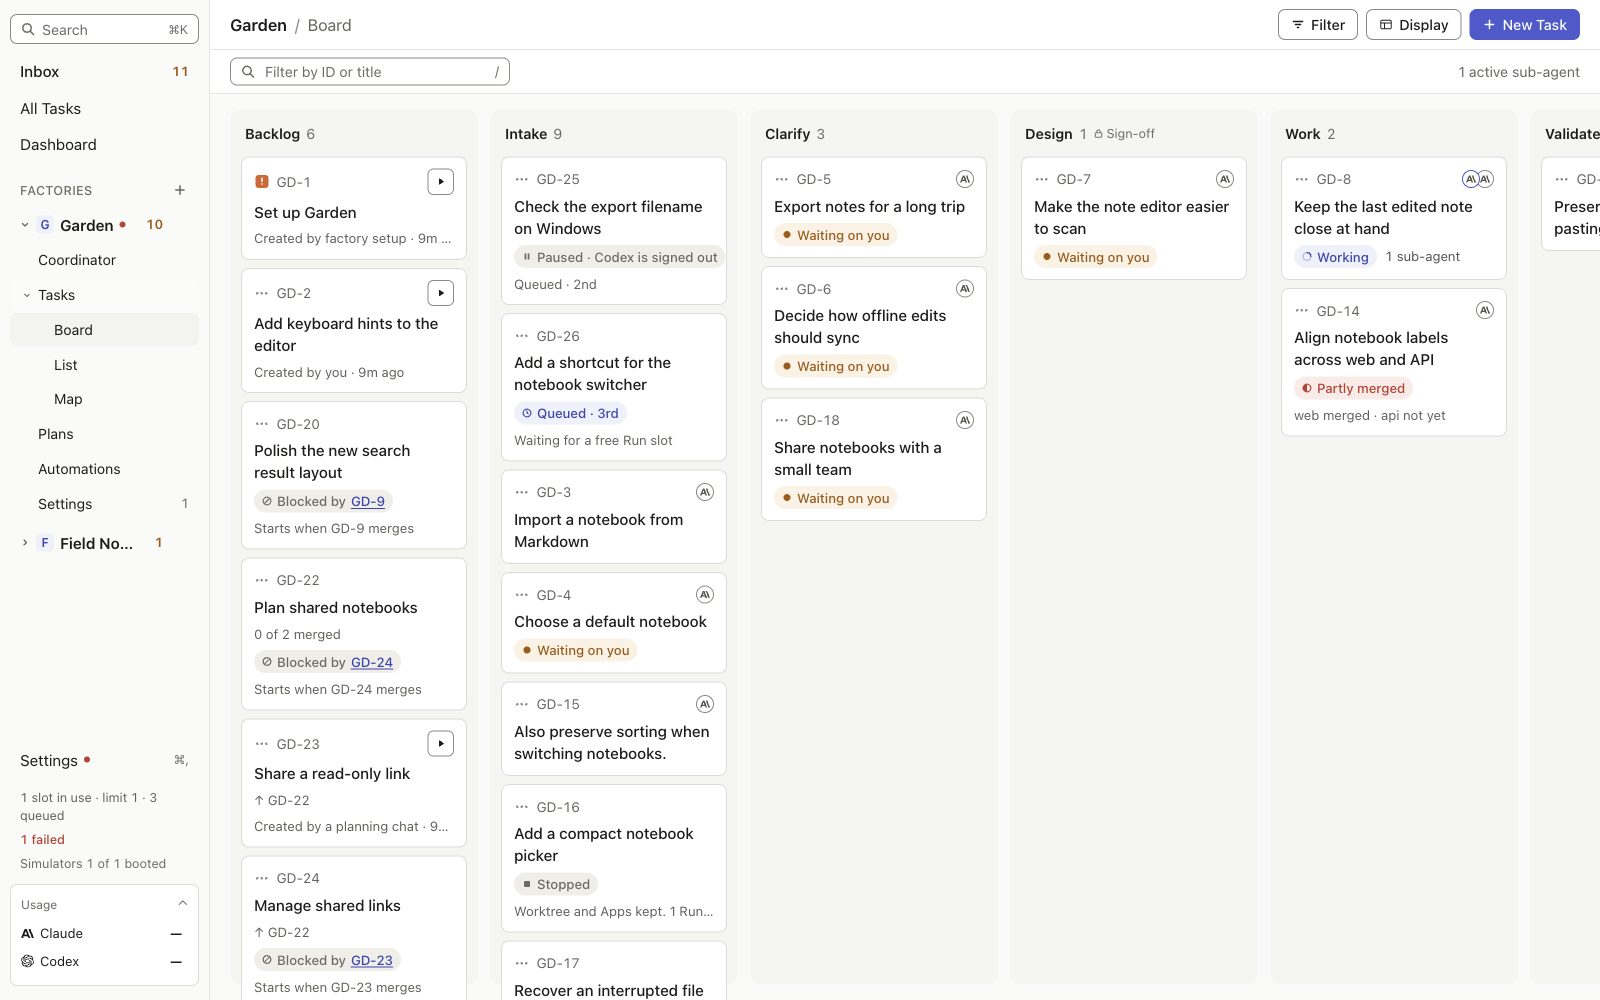 Search ⌘K
Inbox 11
All Tasks
Dashboard
FACTORIES +
G Garden 10
Coordinator
Tasks
Board
List
Map
Plans
Automations
Settings 1
F Field No... 1
Settings ⌘,
1 slot in use · limit 1 · 3
queued
1 failed
Simulators 1 of 1 booted
Usage
Claude —
Codex —
Garden / Board
Filter
Display
+ New Task
Filter by ID or title /
1 active sub-agent
Backlog 6
GD-1
Set up Garden
Created by factory setup · 9m ...
GD-2
Add keyboard hints to the
editor
Created by you · 9m ago
GD-20
Polish the new search
result layout
Blocked by GD-9
Starts when GD-9 merges
GD-22
Plan shared notebooks
0 of 2 merged
Blocked by GD-24
Starts when GD-24 merges
GD-23
Share a read-only link
↑ GD-22
Created by a planning chat · 9...
GD-24
Manage shared links
↑ GD-22
Blocked by GD-23
Starts when GD-23 merges
Intake 9
GD-25
Check the export filename
on Windows
Paused · Codex is signed out
Queued · 2nd
GD-26
Add a shortcut for the
notebook switcher
Queued · 3rd
Waiting for a free Run slot
GD-3
Import a notebook from
Markdown
GD-4
Choose a default notebook
Waiting on you
GD-15
Also preserve sorting when
switching notebooks.
GD-16
Add a compact notebook
picker
Stopped
Worktree and Apps kept. 1 Run...
GD-17
Recover an interrupted file
Clarify 3
GD-5
Export notes for a long trip
Waiting on you
GD-6
Decide how offline edits
should sync
Waiting on you
GD-18
Share notebooks with a
small team
Waiting on you
Design 1 Sign-off
GD-7
Make the note editor easier
to scan
Waiting on you
Work 2
GD-8
Keep the last edited note
close at hand
Working 1 sub-agent
GD-14
Align notebook labels
across web and API
Partly merged
web merged · api not yet
Validate
GD-
Preser
pasting